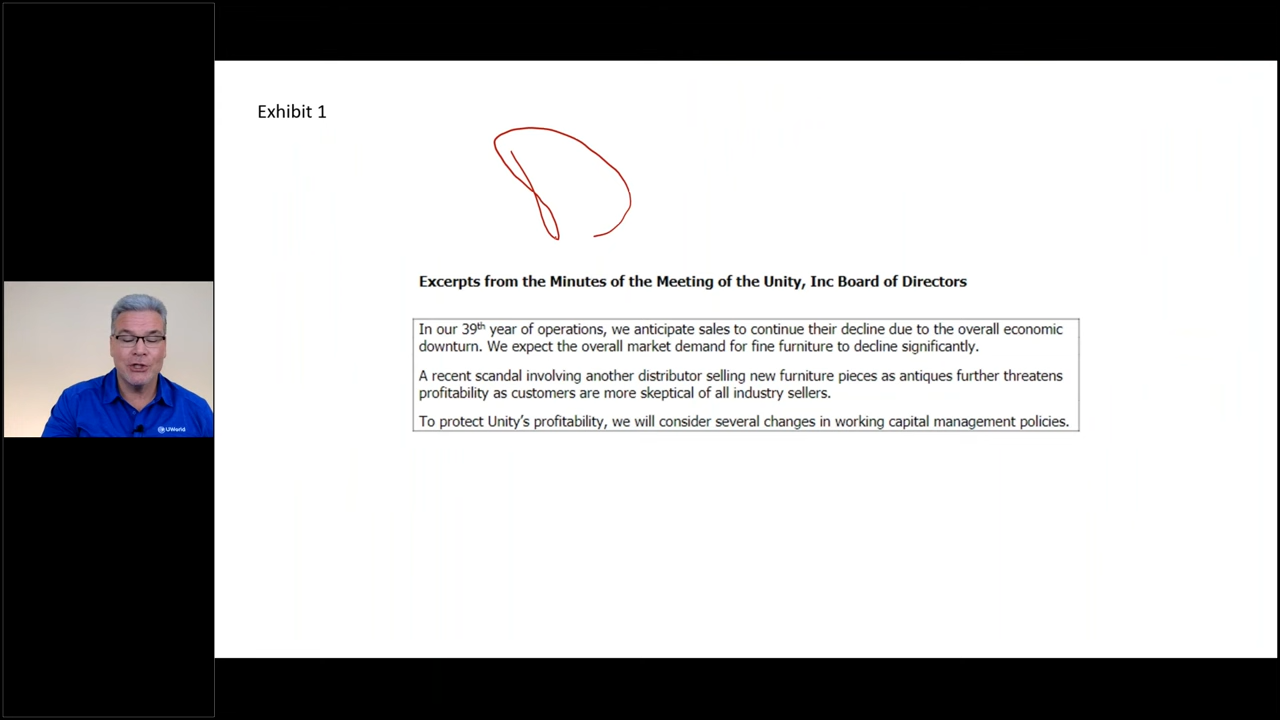 Exhibit 1
Excerpts from the Minutes of the Meeting of the Unity, Inc Board of Directors
In our 39th year of operations, we anticipate sales to continue their decline due to the overall economic
downturn. We expect the overall market demand for fine furniture to decline significantly.
A recent scandal involving another distributor selling new furniture pieces as antiques further threatens
profitability as customers are more skeptical of all industry sellers.
To protect Unity's profitability, we will consider several changes in working capital management policies.
UWorld